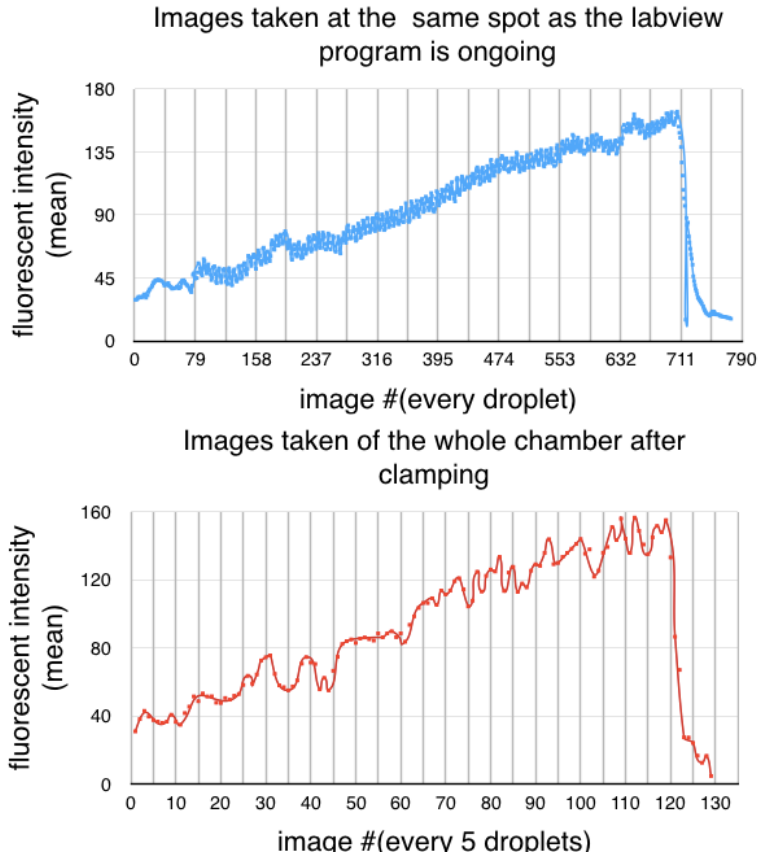 Images taken at the  same spot as the labview
program is ongoing
fluorescent intensity
(mean)
180
135
90
45
0
0 79 158 237 316 395 474 553 632 711 790
image #(every droplet)
Images taken of the whole chamber after
clamping
fluorescent intensity
(mean)
160
120
80
40
0
0 10 20 30 40 50 60 70 80 90 100 110 120 130
image #(every 5 droplets)